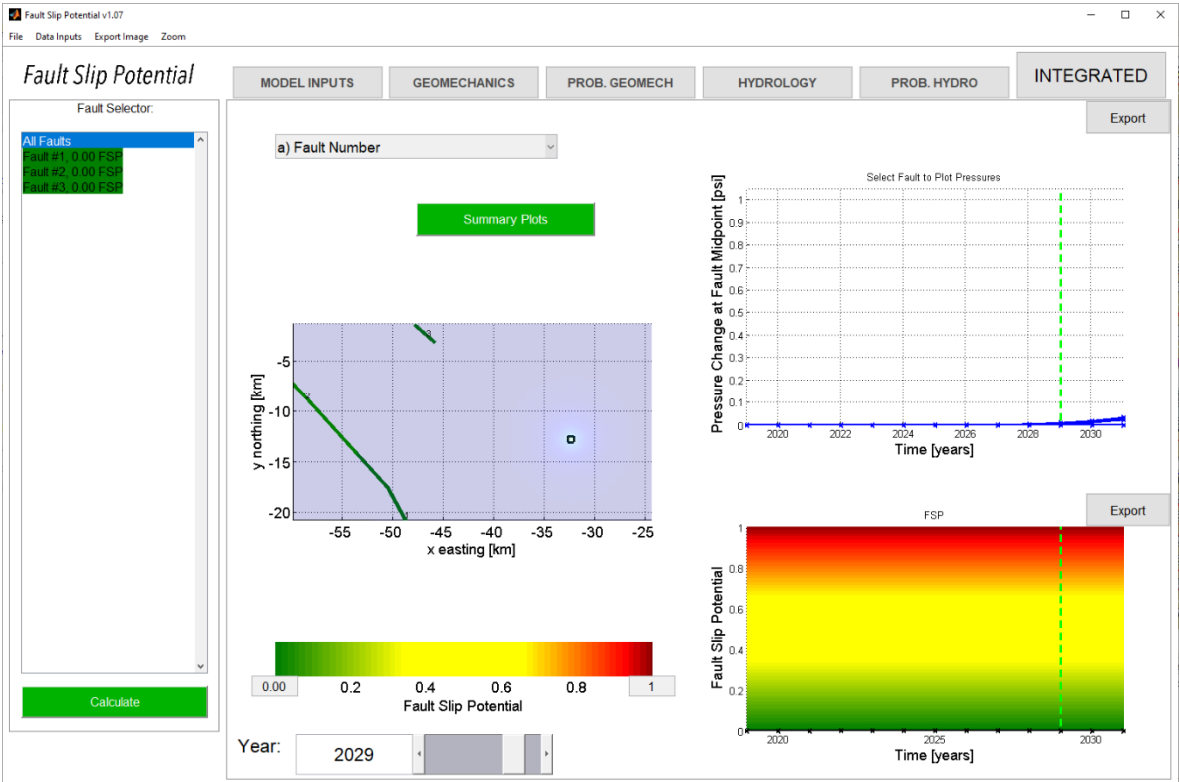 Fault Slip Potential v1.07
File Data Inputs Export Image Zoom
Fault Slip Potential
MODEL INPUTS GEOMECHANICS PROB. GEOMECH HYDROLOGY PROB. HYDRO INTEGRATED
Fault Selector:
All Faults
Fault #1, 0.00 FSP
Fault #2, 0.00 FSP
Fault #3, 0.00 FSP
Calculate
a) Fault Number
Summary Plots
3
-5
-10
-15
-20
y northing [km]
-55 -50 -45 -40 -35 -30 -25
x easting [km]
0.00 0.2 0.4 0.6 0.8 1
Fault Slip Potential
Year: 2029
Export
Select Fault to Plot Pressures
Pressure Change at Fault Midpoint [psi]
1
0.9
0.8
0.7
0.6
0.5
0.4
0.3
0.2
0.1
0
2020 2022 2024 2026 2028 2030
Time [years]
Export
FSP
Fault Slip Potential
1
0.8
0.6
0.4
0.2
0
2020 2025 2030
Time [years]